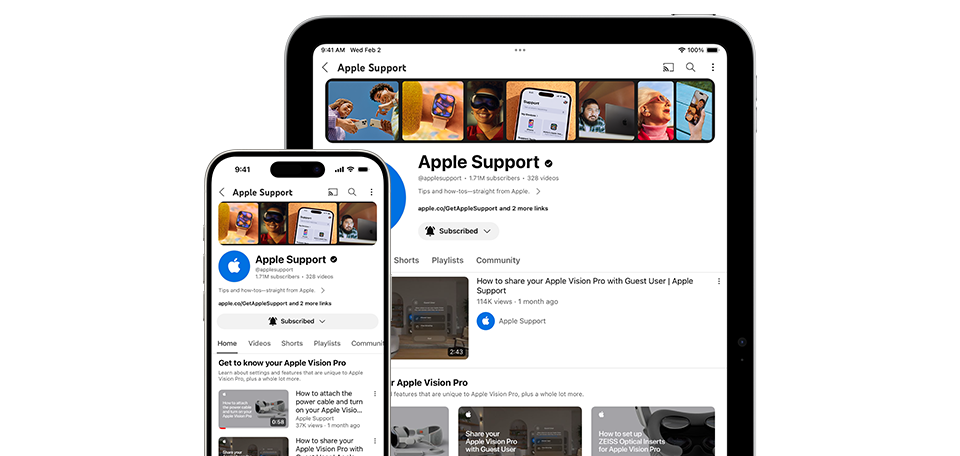 9:41 AM Wed Feb 2
100%
Apple Support
Support
Apple Support
@applesupport • 1.71M subscribers • 328 videos
Tips and how-tos—straight from Apple.
apple.co/GetAppleSupport and 2 more links
Subscribed
Shorts Playlists Community
How to share your Apple Vision Pro with Guest User | Apple
Support
114K views · 1 month ago
Apple Support
2:43
r Apple Vision Pro
features that are unique to Apple Vision Pro, plus a whole lot more.
Share your
Apple Vision Pro
with Guest User
How to set up
ZEISS Optical Inserts
for Apple Vision Pro
9:41
Apple Support
Support
Apple Support
@applesupport
1.71M subscribers • 328 videos
Tips and how-tos—straight from Apple.
apple.co/GetAppleSupport and 2 more links
Subscribed
Home Videos Shorts Playlists Communit
Get to know your Apple Vision Pro
Learn about settings and features that are unique to Apple
Vision Pro, plus a whole lot more.
How to attach
the power cable
and turn on your
Apple Vision Pro
0:58
How to attach the
power cable and turn
on your Apple Visio...
Apple Support
37K views · 1 month ago
Share your
Apple Vision Pro
How to share your
Apple Vision Pro with